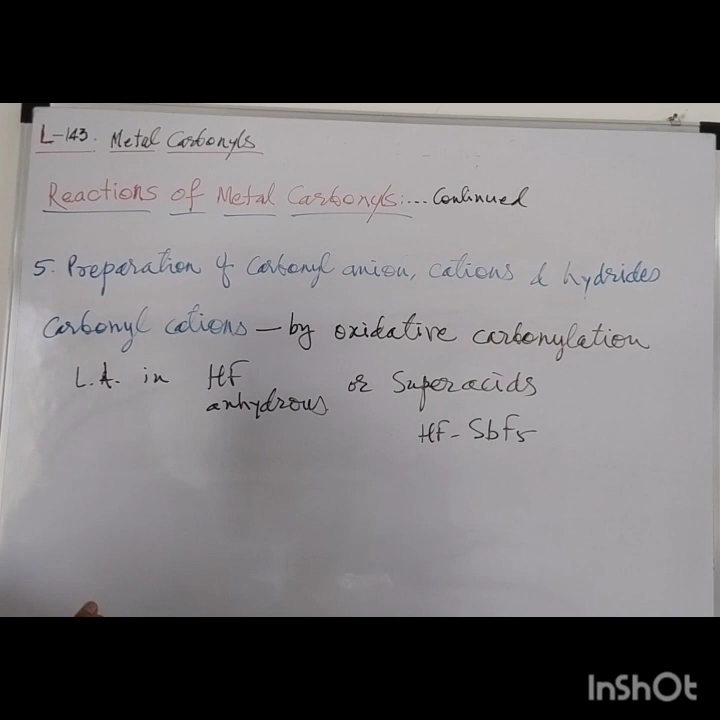 L-143. Metal Carbonyls
Reactions of Metal Carbonyls:... Continued
5. Preparation of Carbonyl anion, cations & hydrides
Carbonyl cations - by oxidative carbonylation
L.A. in HF or Superacids
anhydrous
HF - SbF5
InShOt